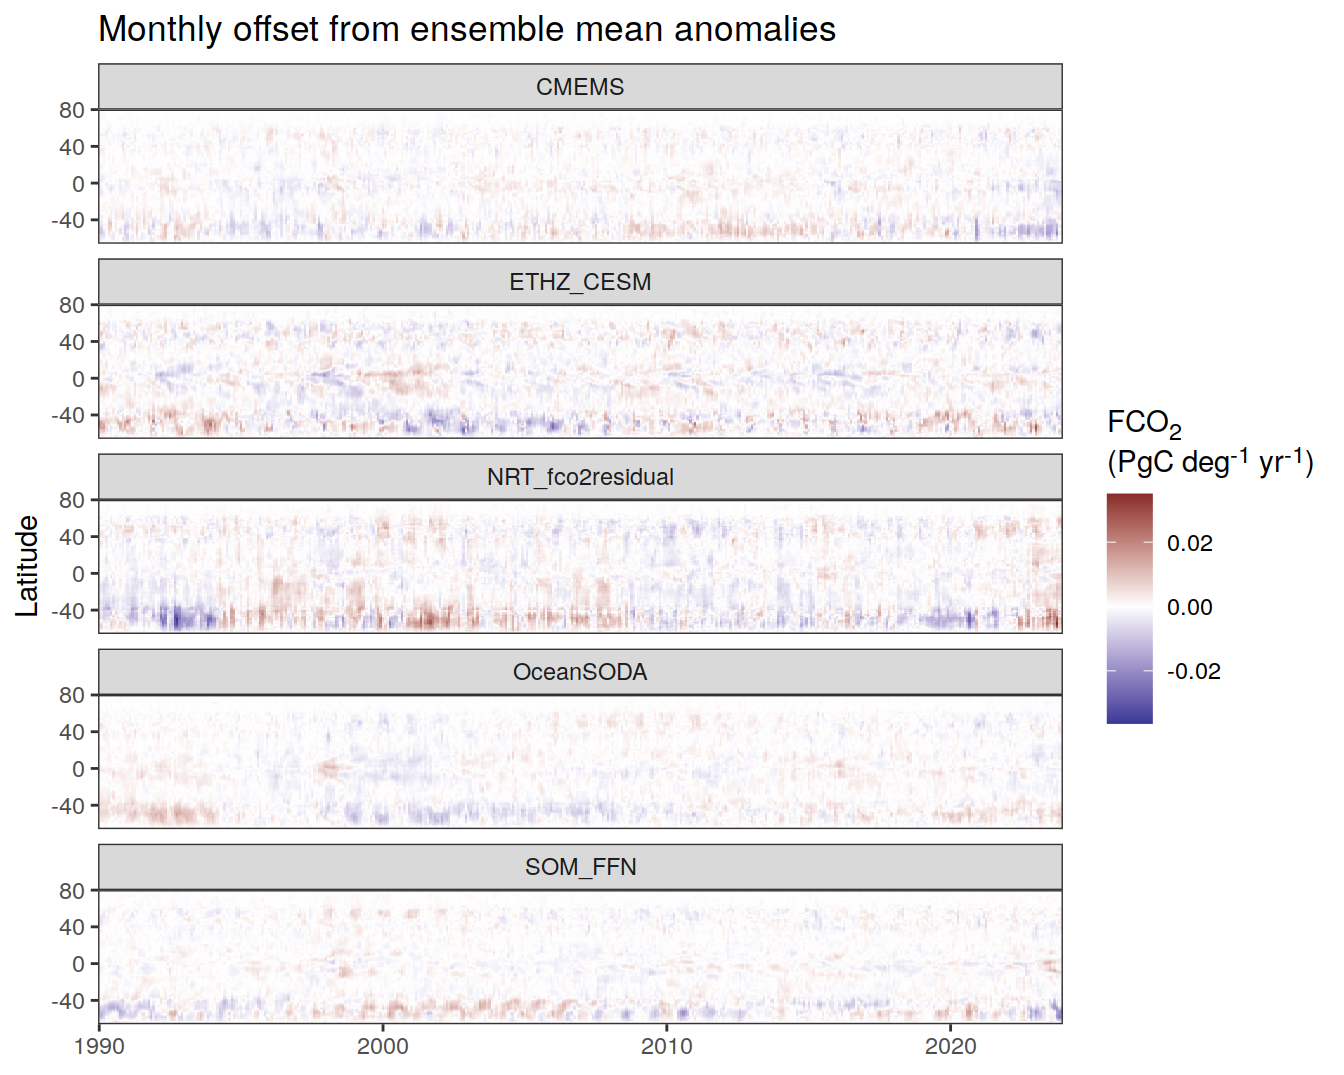 Monthly offset from ensemble mean anomalies
CMEMS
80
40
0
-40
ETHZ_CESM
80
40
0
-40
NRT_fco2residual
80
40
0
-40
OceanSODA
80
40
0
-40
SOM_FFN
80
40
0
-40
1990 2000 2010 2020
Latitude
FCO₂
(PgC deg⁻¹ yr⁻¹)
0.02
0.00
-0.02